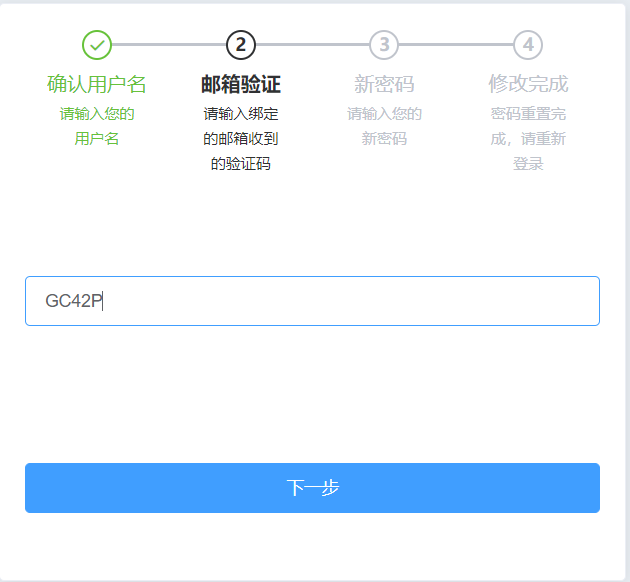 2 3 4
确认用户名 邮箱验证 新密码 修改完成
请输入您的 请输入绑定 请输入您的 密码重置完
用户名 的邮箱收到 新密码 成，请重新
的验证码 登录
GC42P
下一步